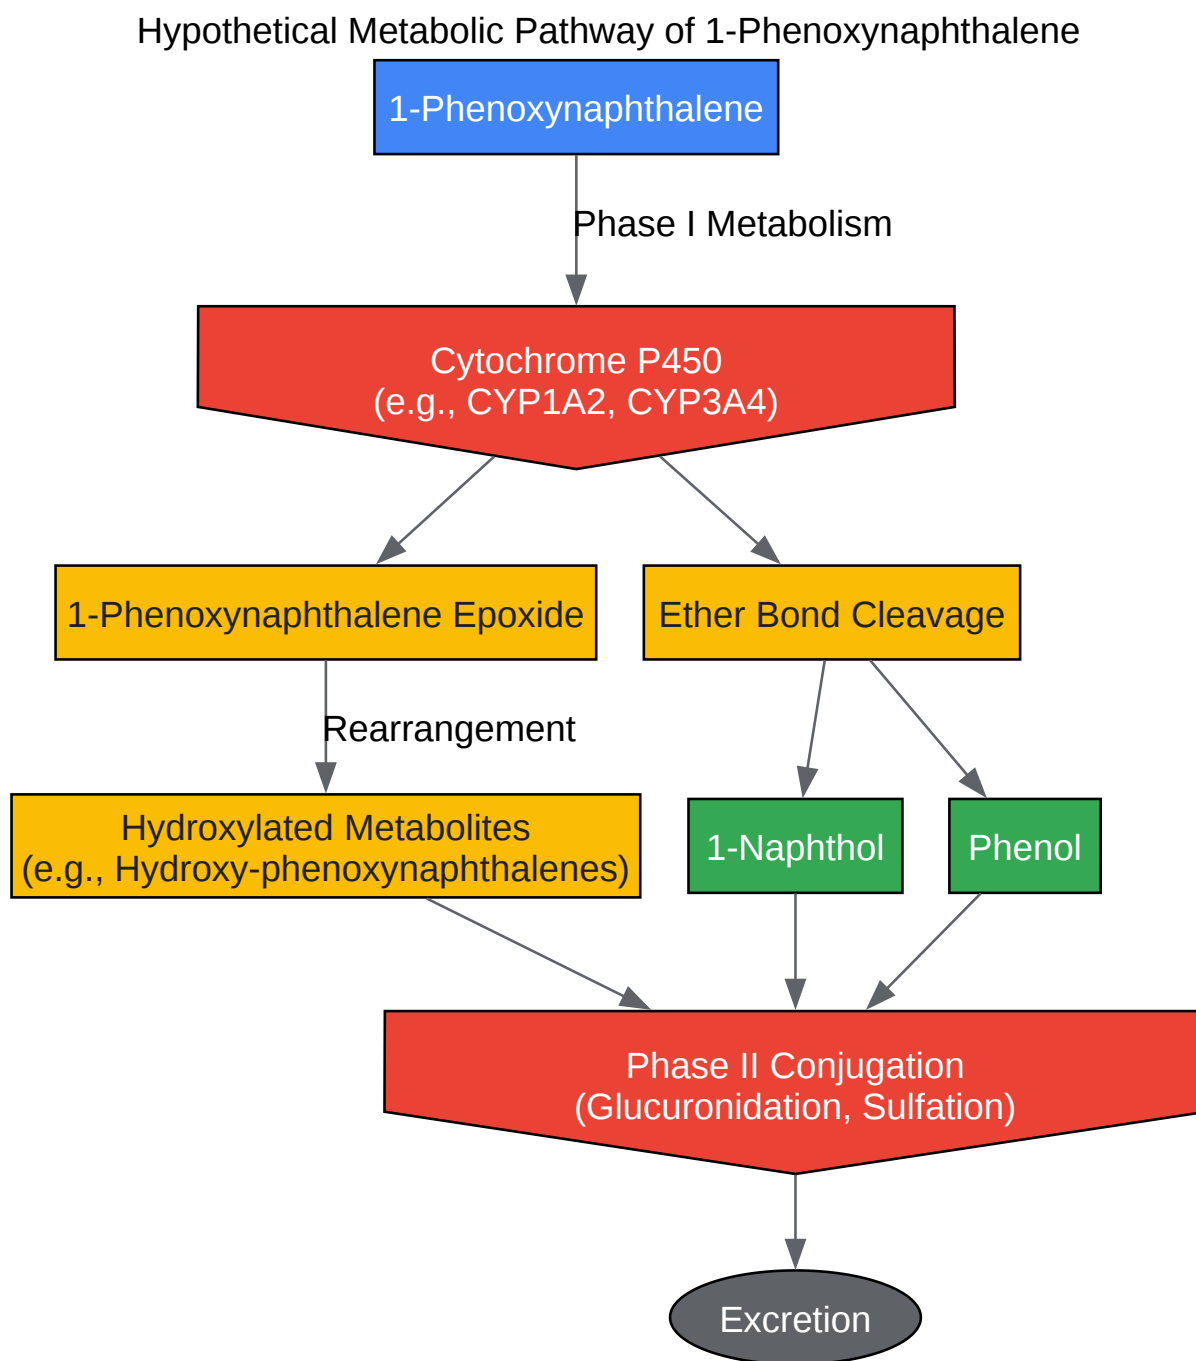 Hypothetical Metabolic Pathway of 1-Phenoxynaphthalene
1-Phenoxynaphthalene
Phase I Metabolism
Cytochrome P450
(e.g., CYP1A2, CYP3A4)
1-Phenoxynaphthalene Epoxide
Ether Bond Cleavage
Rearrangement
Hydroxylated Metabolites
(e.g., Hydroxy-phenoxynaphthalenes)
1-Naphthol
Phenol
Phase II Conjugation
(Glucuronidation, Sulfation)
Excretion